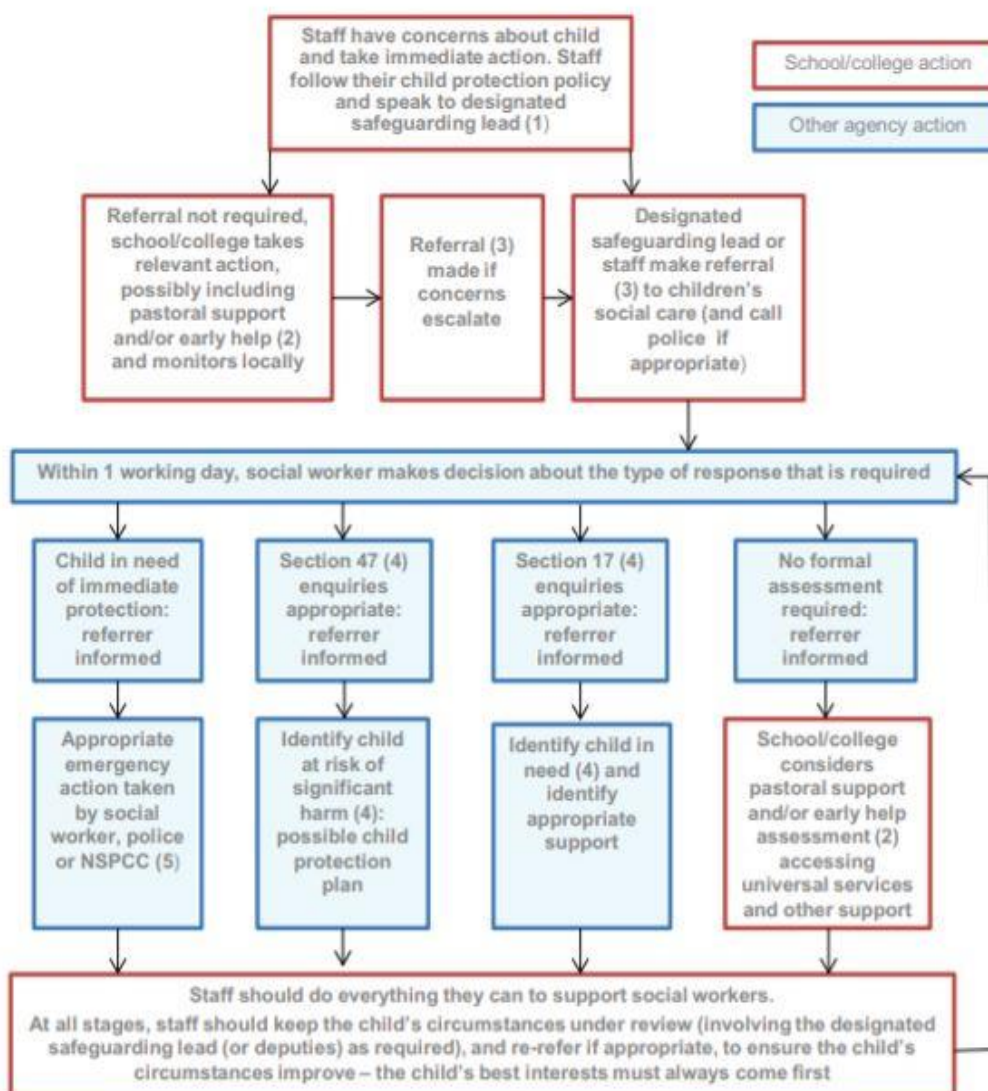 Staff have concerns about child
and take immediate action. Staff
follow their child protection policy
and speak to designated
safeguarding lead (1)
School/college action
Other agency action
Referral not required,
school/college takes
relevant action,
possibly including
pastoral support
and/or early help (2)
and monitors locally
Referral (3)
made if
concerns
escalate
Designated
safeguarding lead or
staff make referral
(3) to children's
social care (and call
police if
appropriate)
Within 1 working day, social worker makes decision about the type of response that is required
Child in need
of immediate
protection:
referrer
informed
Section 47 (4)
enquiries
appropriate:
referrer
informed
Section 17 (4)
enquiries
appropriate:
referrer
informed
No formal
assessment
required:
referrer
informed
Appropriate
emergency
action taken
by social
worker, police
or NSPCC (5)
Identify child
at risk of
significant
harm (4):
possible child
protection
plan
Identify child in
need (4) and
identify
appropriate
support
School/college
considers
pastoral support
and/or early help
assessment (2)
accessing
universal services
and other support
Staff should do everything they can to support social workers.
At all stages, staff should keep the child's circumstances under review (involving the designated
safeguarding lead (or deputies) as required), and re-refer if appropriate, to ensure the child's
circumstances improve – the child's best interests must always come first